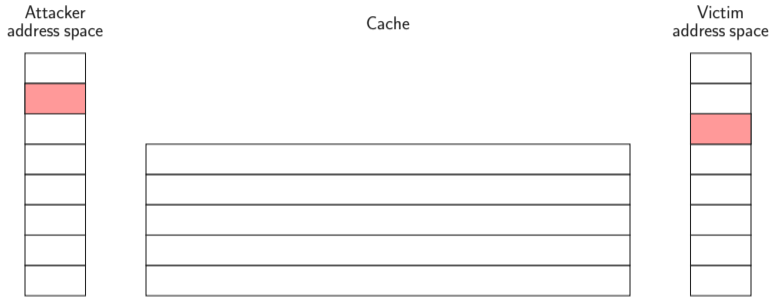 Attacker
address space
Cache
Victim
address space